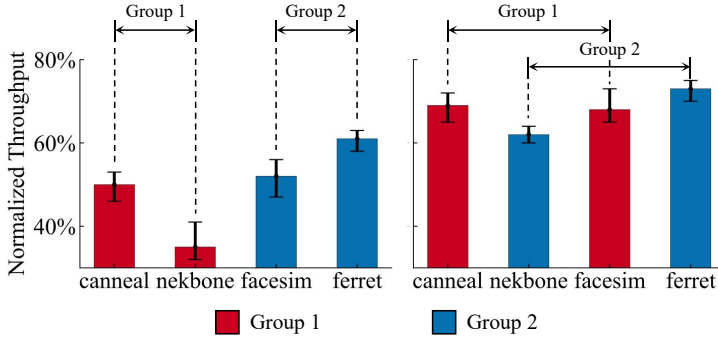 Group 1
Group 2
Group 1
Group 2
Normalized Throughput
80%
60%
40%
canneal nekbone facesim ferret
canneal nekbone facesim ferret
Group 1
Group 2